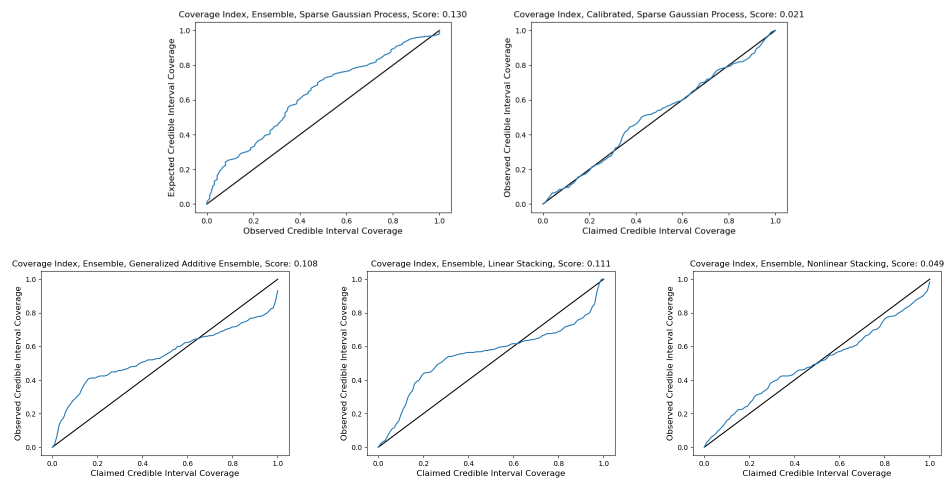 Coverage Index, Ensemble, Sparse Gaussian Process, Score: 0.130
Expected Credible Interval Coverage
1.0
0.8
0.6
0.4
0.2
0.0
0.0 0.2 0.4 0.6 0.8 1.0
Observed Credible Interval Coverage
Coverage Index, Calibrated, Sparse Gaussian Process, Score: 0.021
Observed Credible Interval Coverage
1.0
0.8
0.6
0.4
0.2
0.0
0.0 0.2 0.4 0.6 0.8 1.0
Claimed Credible Interval Coverage
Coverage Index, Ensemble, Generalized Additive Ensemble, Score: 0.108
Observed Credible Interval Coverage
1.0
0.8
0.6
0.4
0.2
0.0
0.0 0.2 0.4 0.6 0.8 1.0
Claimed Credible Interval Coverage
Coverage Index, Ensemble, Linear Stacking, Score: 0.111
Observed Credible Interval Coverage
1.0
0.8
0.6
0.4
0.2
0.0
0.0 0.2 0.4 0.6 0.8 1.0
Claimed Credible Interval Coverage
Coverage Index, Ensemble, Nonlinear Stacking, Score: 0.049
Observed Credible Interval Coverage
1.0
0.8
0.6
0.4
0.2
0.0
0.0 0.2 0.4 0.6 0.8 1.0
Claimed Credible Interval Coverage